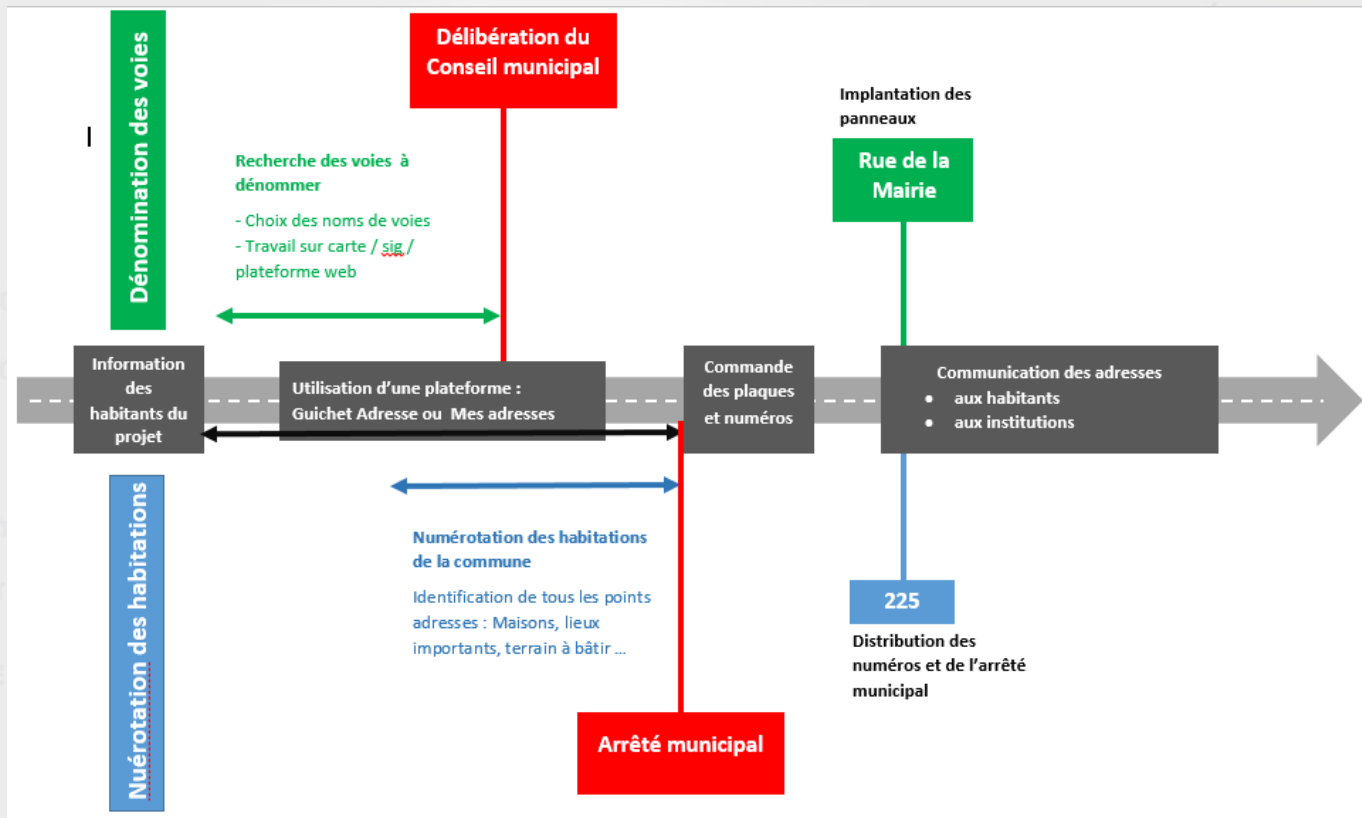 Dénomination des voies
Délibération du
Conseil municipal
Recherche des voies à
dénommer
- Choix des noms de voies
- Travail sur carte / sig /
plateforme web
Implantation des
panneaux
Rue de la
Mairie
Information
des
habitants du
projet
Utilisation d’une plateforme :
Guichet Adresse ou Mes adresses
Commande
des plaques
et numéros
Communication des adresses
• aux habitants
• aux institutions
Nuérotation des habitations
Numérotation des habitations
de la commune
Identification de tous les points
adresses : Maisons, lieux
importants, terrain à bâtir ...
Arrêté municipal
225
Distribution des
numéros et de l’arrêté
municipal